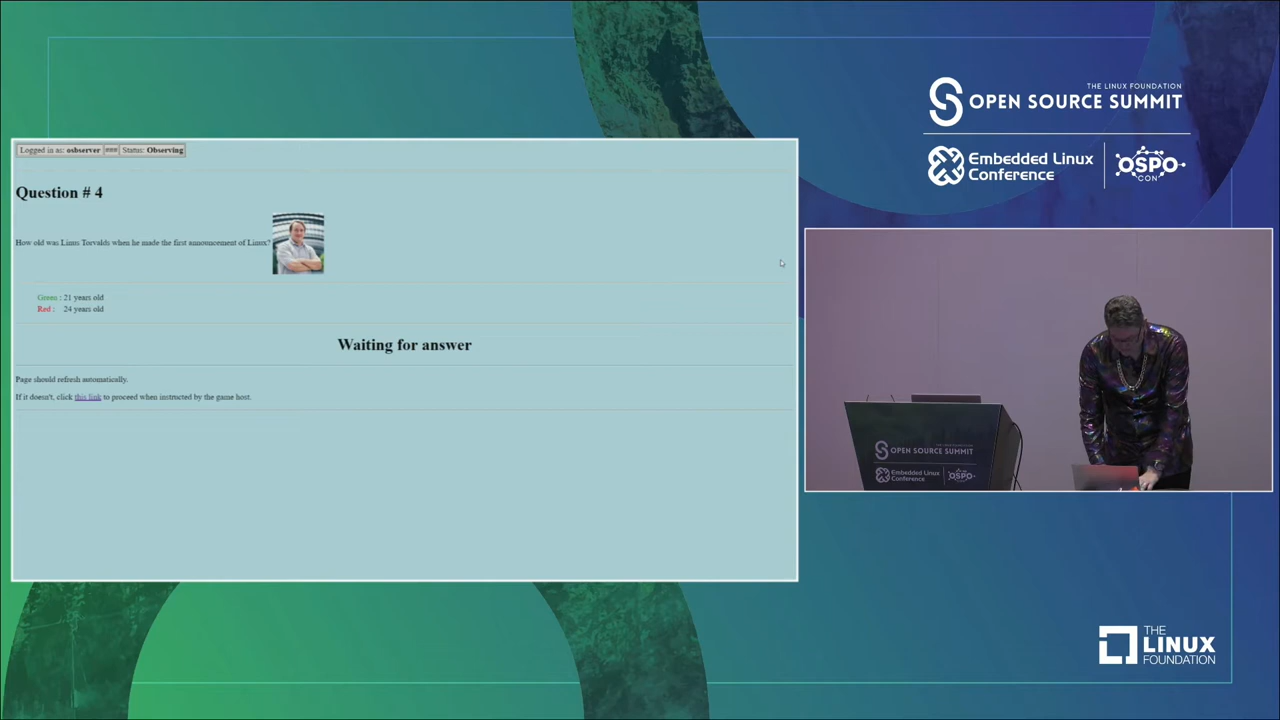 THE LINUX FOUNDATION
OPEN SOURCE SUMMIT
Embedded Linux Conference
OSPO CON
Logged in as: osbserver ### Status: Observing
Question # 4
How old was Linus Torvalds when he made the first announcement of Linux?
Green : 21 years old
Red : 24 years old
Waiting for answer
Page should refresh automatically.
If it doesn't, click this link to proceed when instructed by the game host.
OPEN SOURCE SUMMIT
Embedded Linux Conference
OSPO CON
THE LINUX FOUNDATION